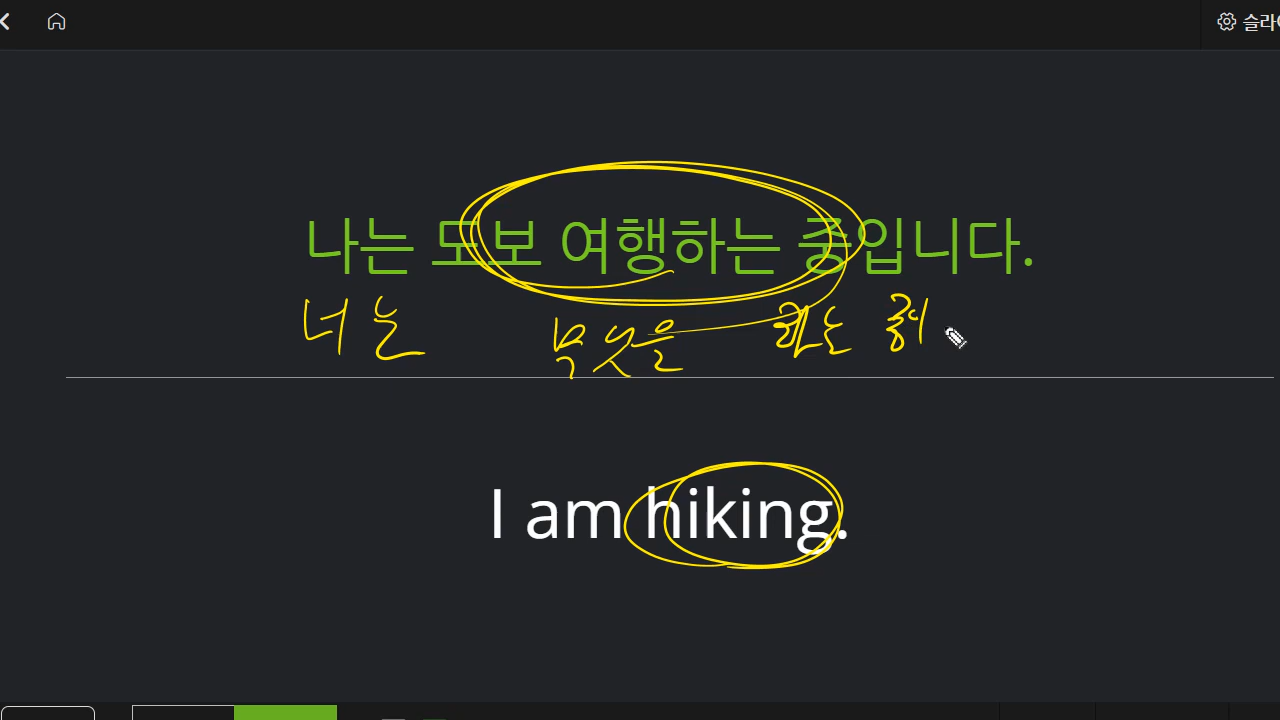 슬라이
나는 도보 여행하는 중입니다.
너는 무엇을 하는 중이
I am hiking.